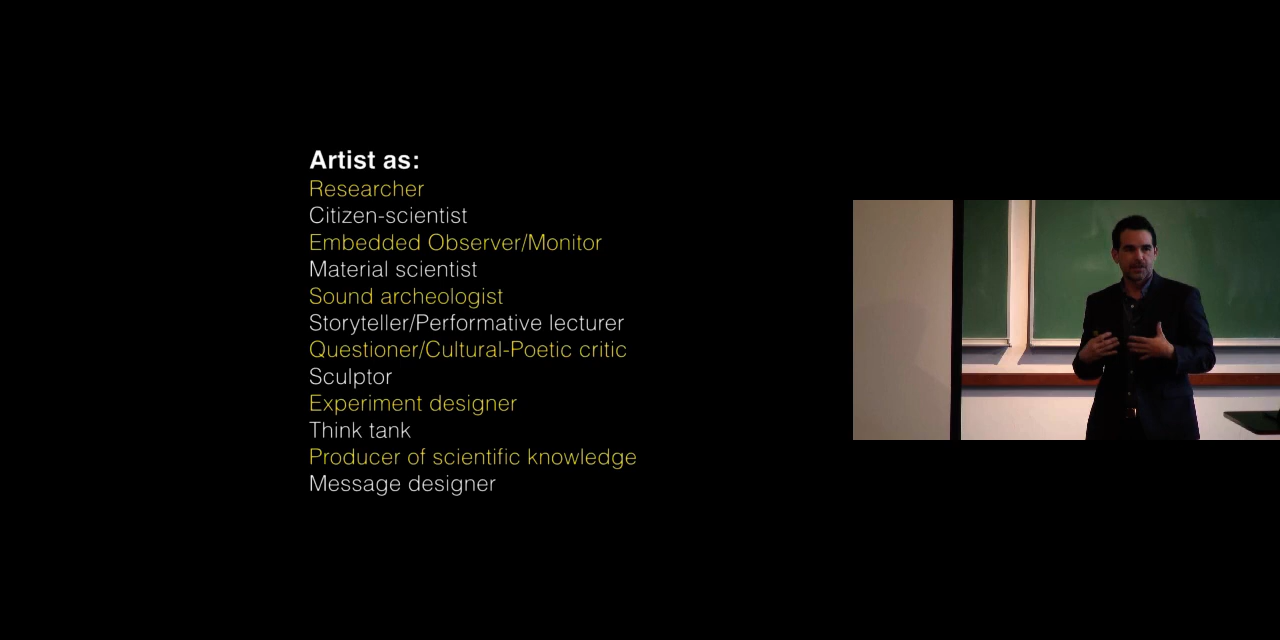 Artist as:
Researcher
Citizen-scientist
Embedded Observer/Monitor
Material scientist
Sound archeologist
Storyteller/Performative lecturer
Questioner/Cultural-Poetic critic
Sculptor
Experiment designer
Think tank
Producer of scientific knowledge
Message designer